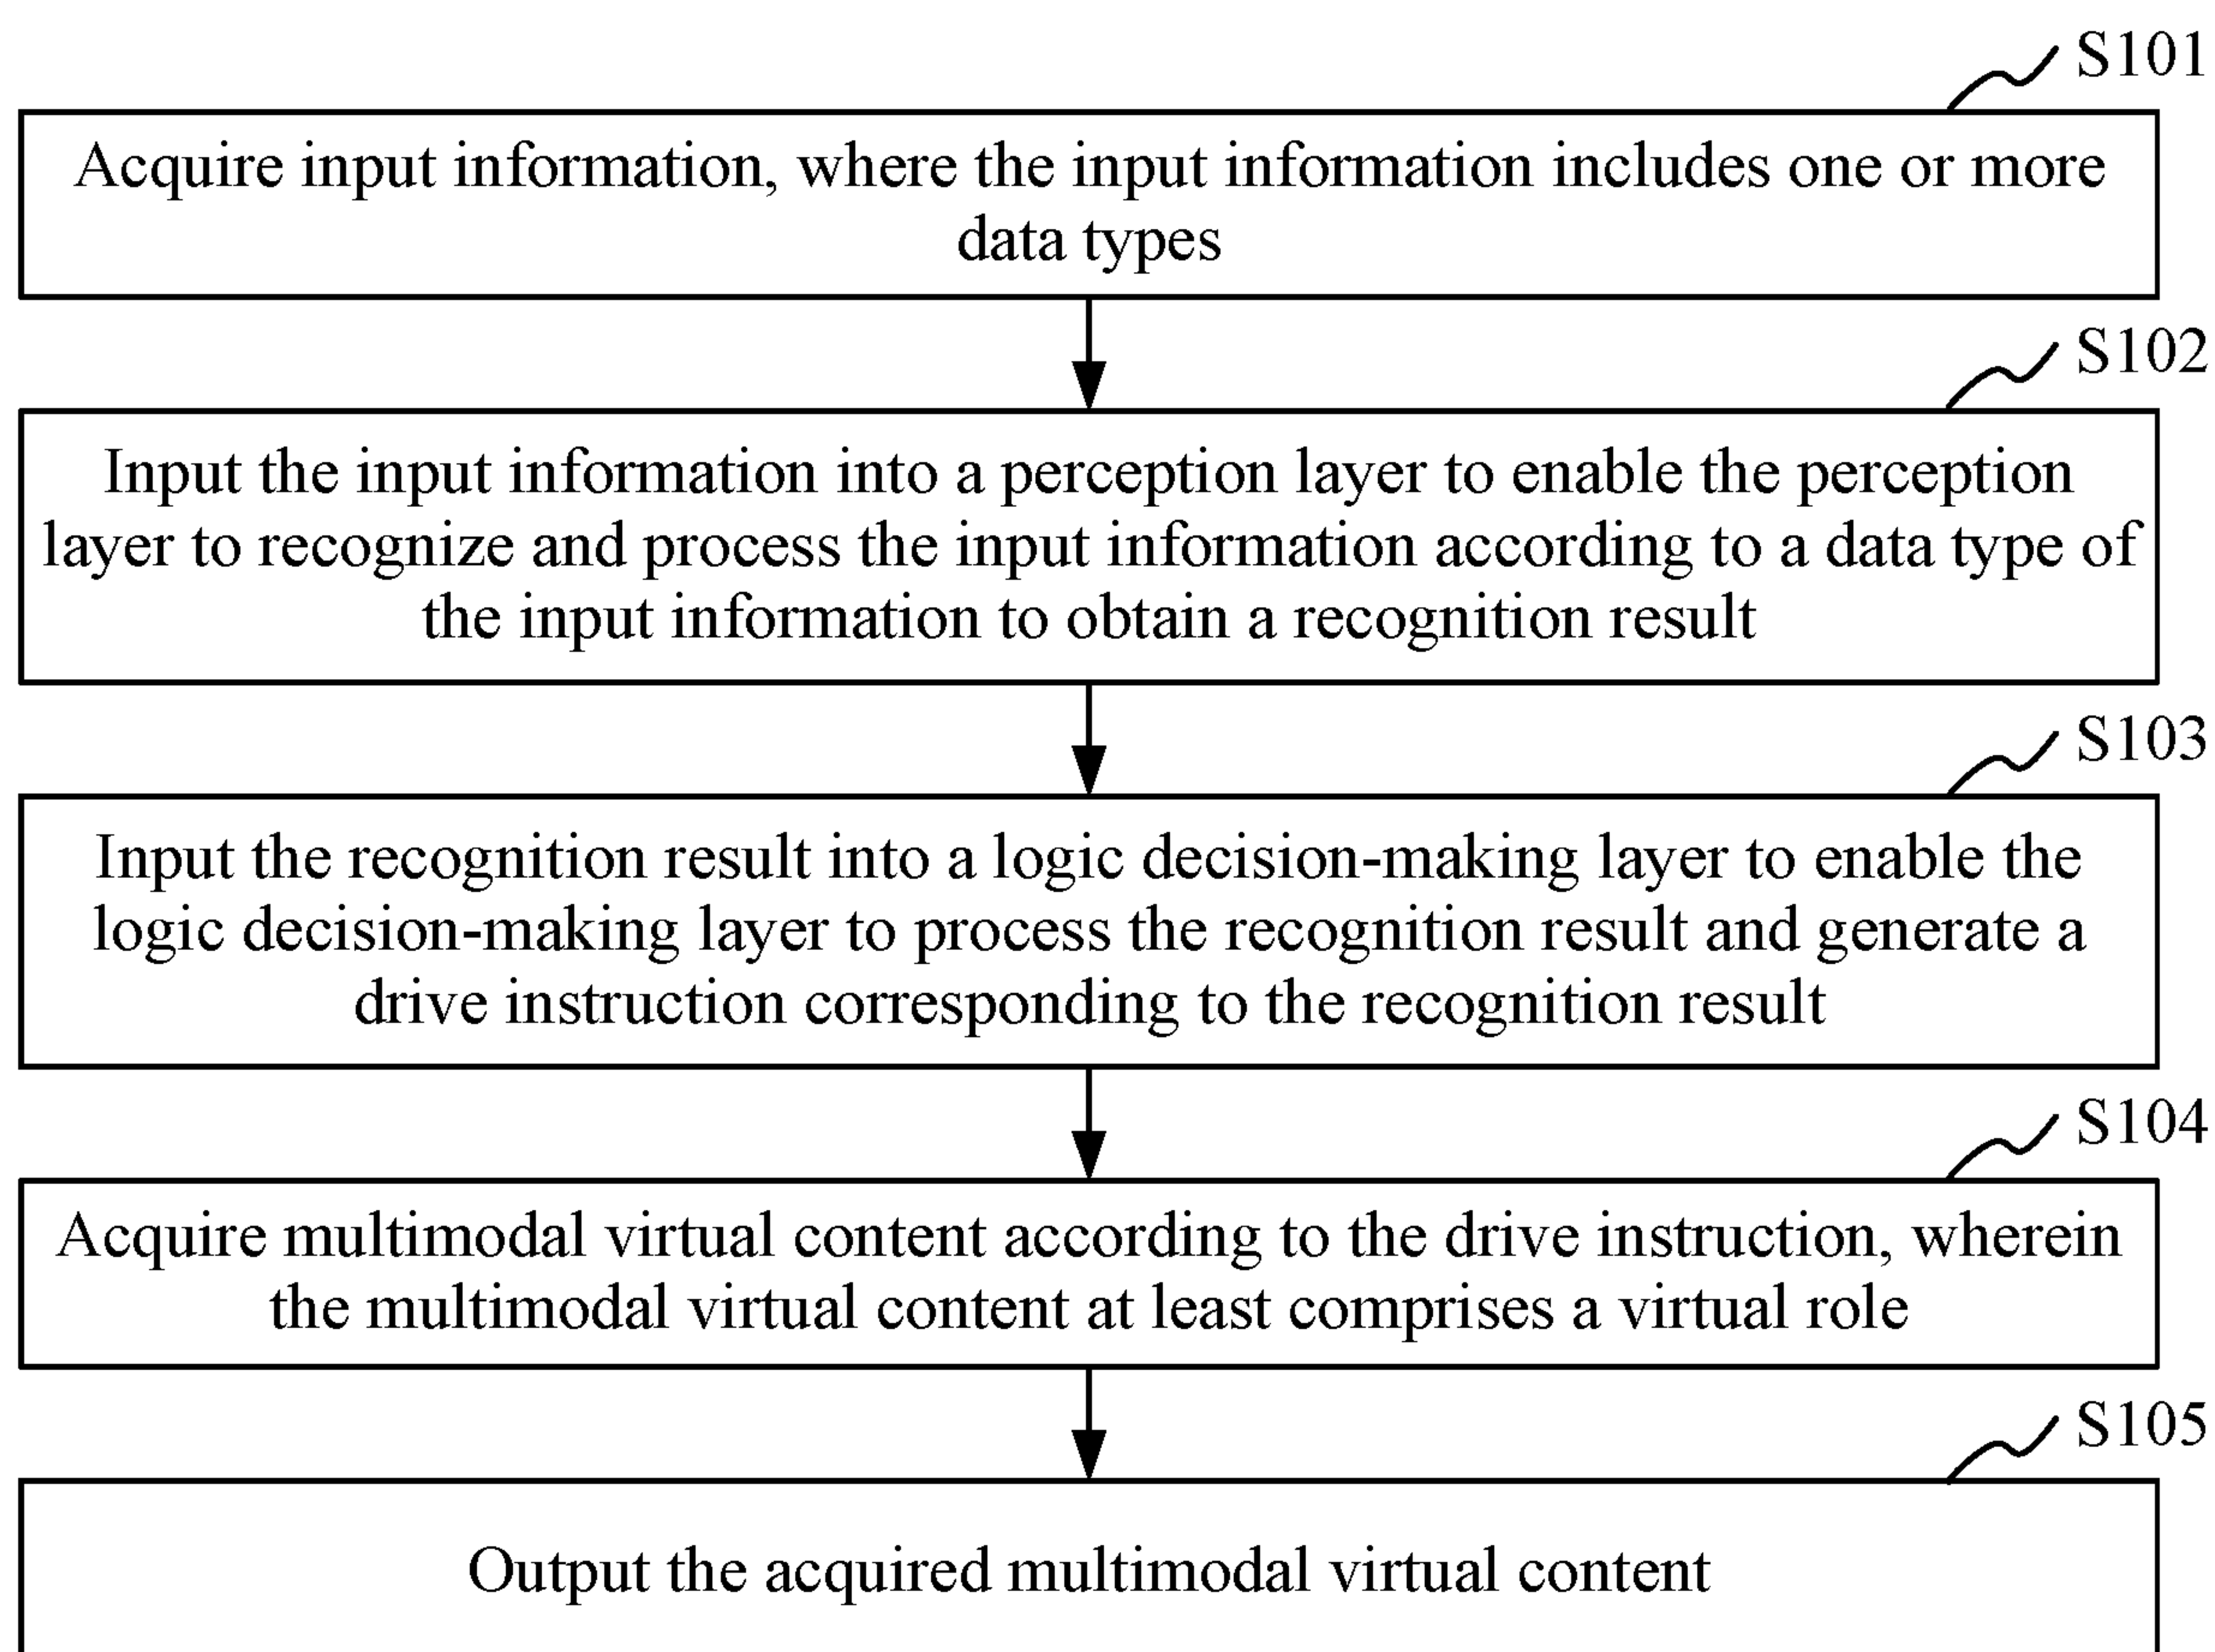 S101
Acquire input information, where the input information includes one or more
data types
S102
Input the input information into a perception layer to enable the perception
layer to recognize and process the input information according to a data type of
the input information to obtain a recognition result
S103
Input the recognition result into a logic decision-making layer to enable the
logic decision-making layer to process the recognition result and generate a
drive instruction corresponding to the recognition result
S104
Acquire multimodal virtual content according to the drive instruction, wherein
the multimodal virtual content at least comprises a virtual role
S105
Output the acquired multimodal virtual content